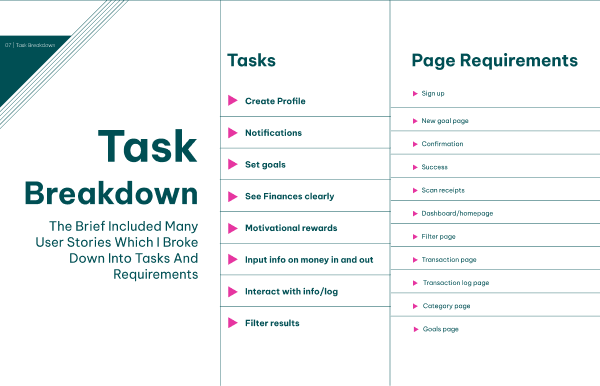 07 | Task Breakdown
Task
Breakdown
The Brief Included Many
User Stories Which I Broke
Down Into Tasks And
Requirements
Tasks
Create Profile
Notifications
Set goals
See Finances clearly
Motivational rewards
Input info on money in and out
Interact with info/log
Filter results
Page Requirements
Sign up
New goal page
Confirmation
Success
Scan receipts
Dashboard/homepage
Filter page
Transaction page
Transaction log page
Category page
Goals page